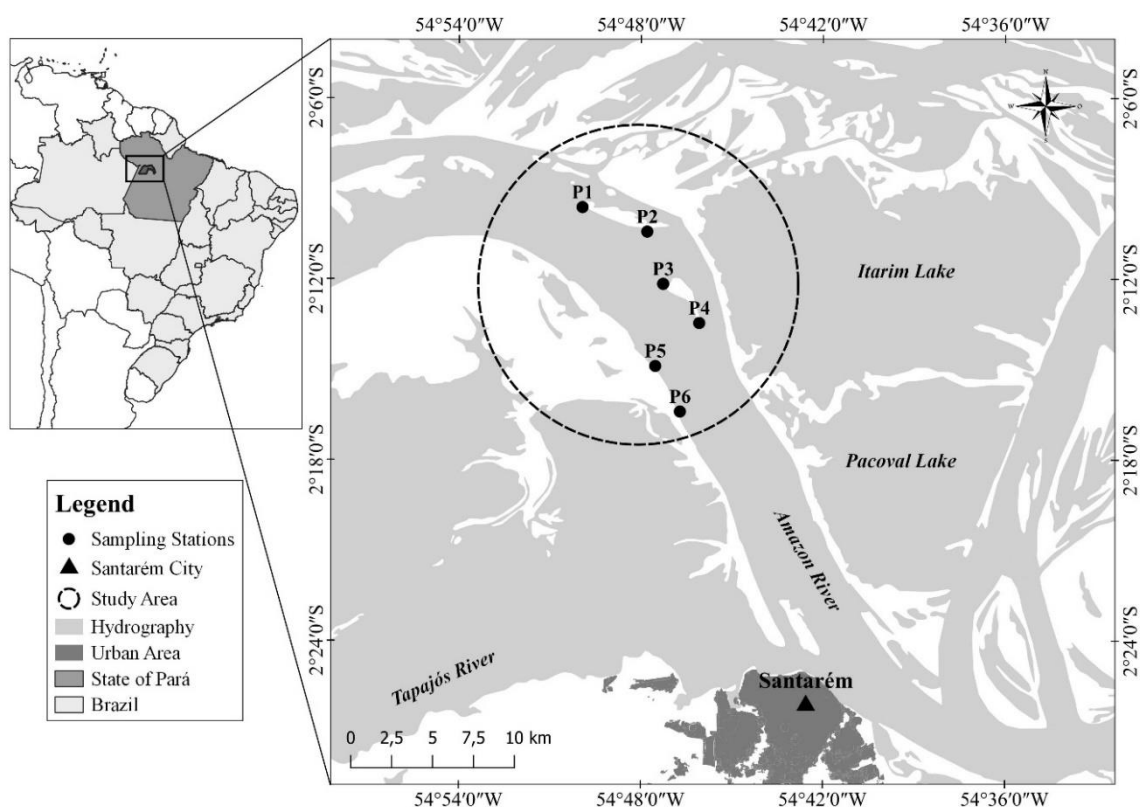 54°54'0"W 54°48'0"W 54°42'0"W 54°36'0"W
2°6'0"S
2°6'0"S
N
W O
S
P1
P2
P3
P4
P5
P6
2°12'0"S
2°12'0"S
Itarim Lake
Pacoval Lake
2°18'0"S
2°18'0"S
Amazon River
2°24'0"S
2°24'0"S
Tapajós River
Santarém
0 2,5 5 7,5 10 km
54°54'0"W 54°48'0"W 54°42'0"W 54°36'0"W
Legend
Sampling Stations
Santarém City
Study Area
Hydrography
Urban Area
State of Pará
Brazil